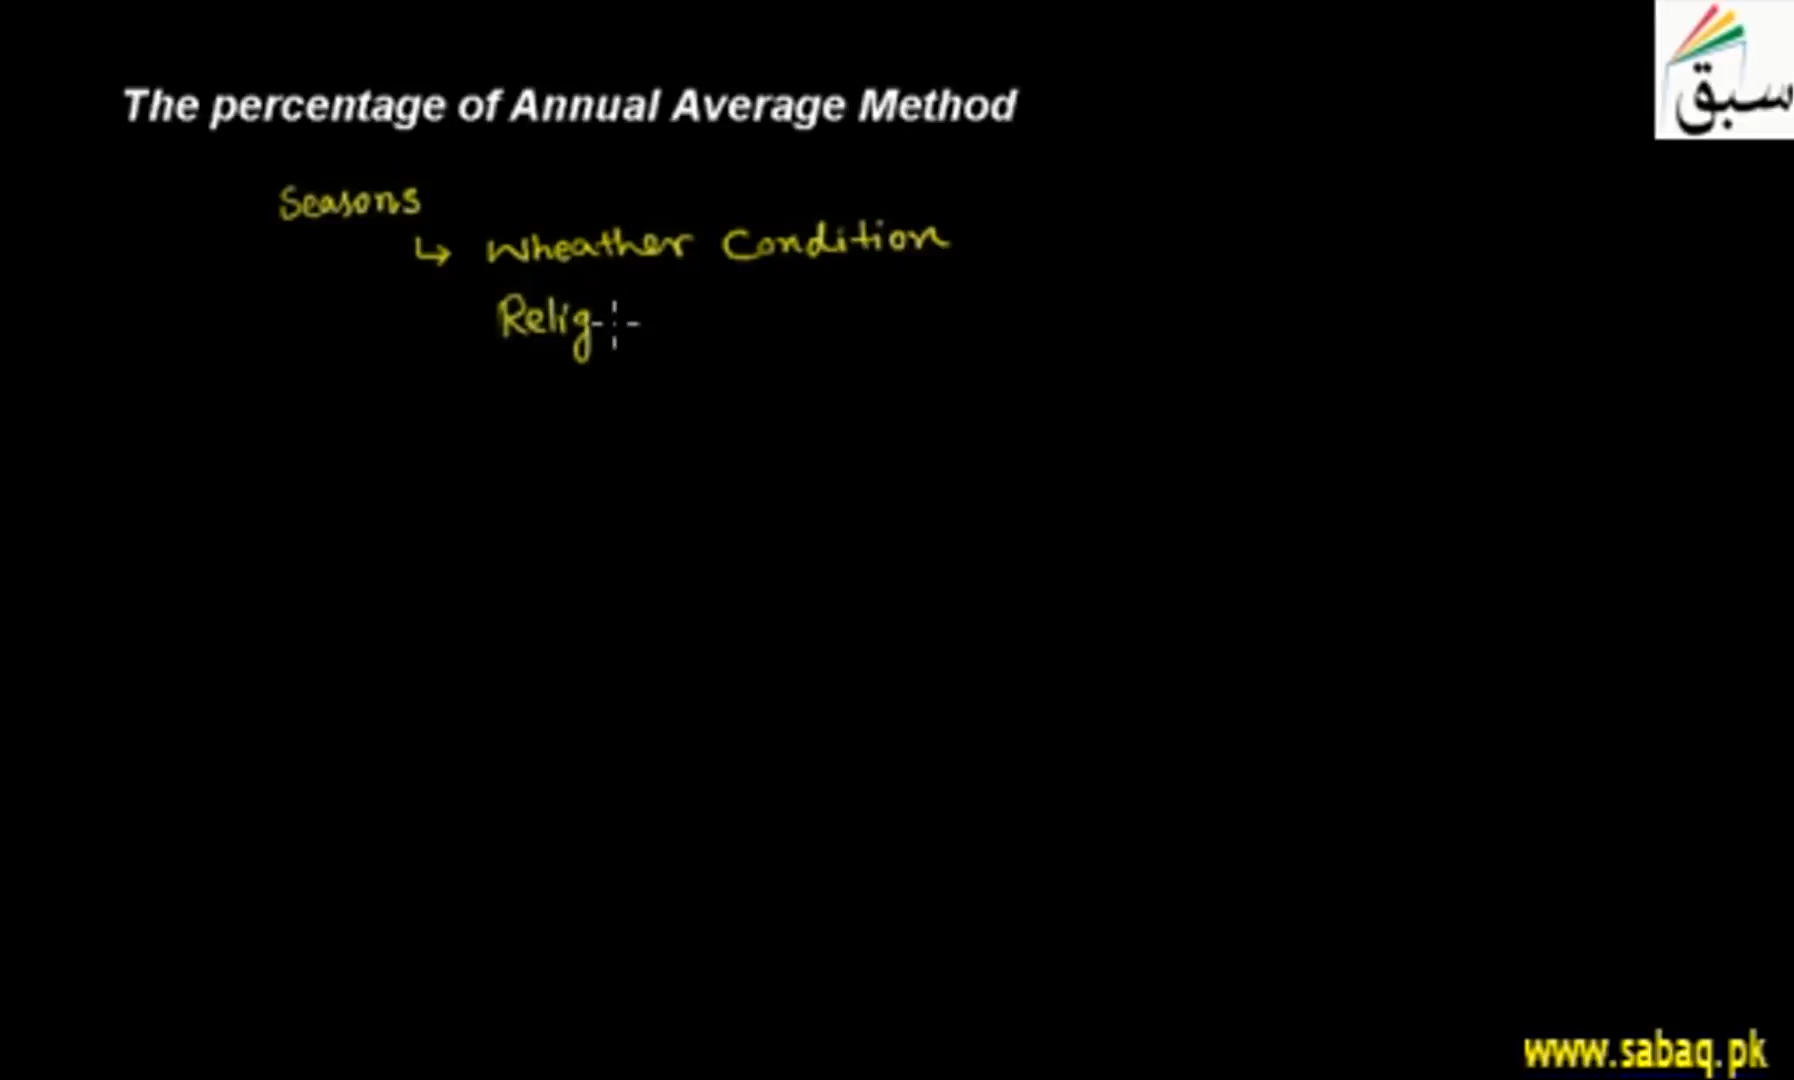 سبق
The percentage of Annual Average Method
Seasons
↳ Wheather Condition
Relig
www.sabaq.pk